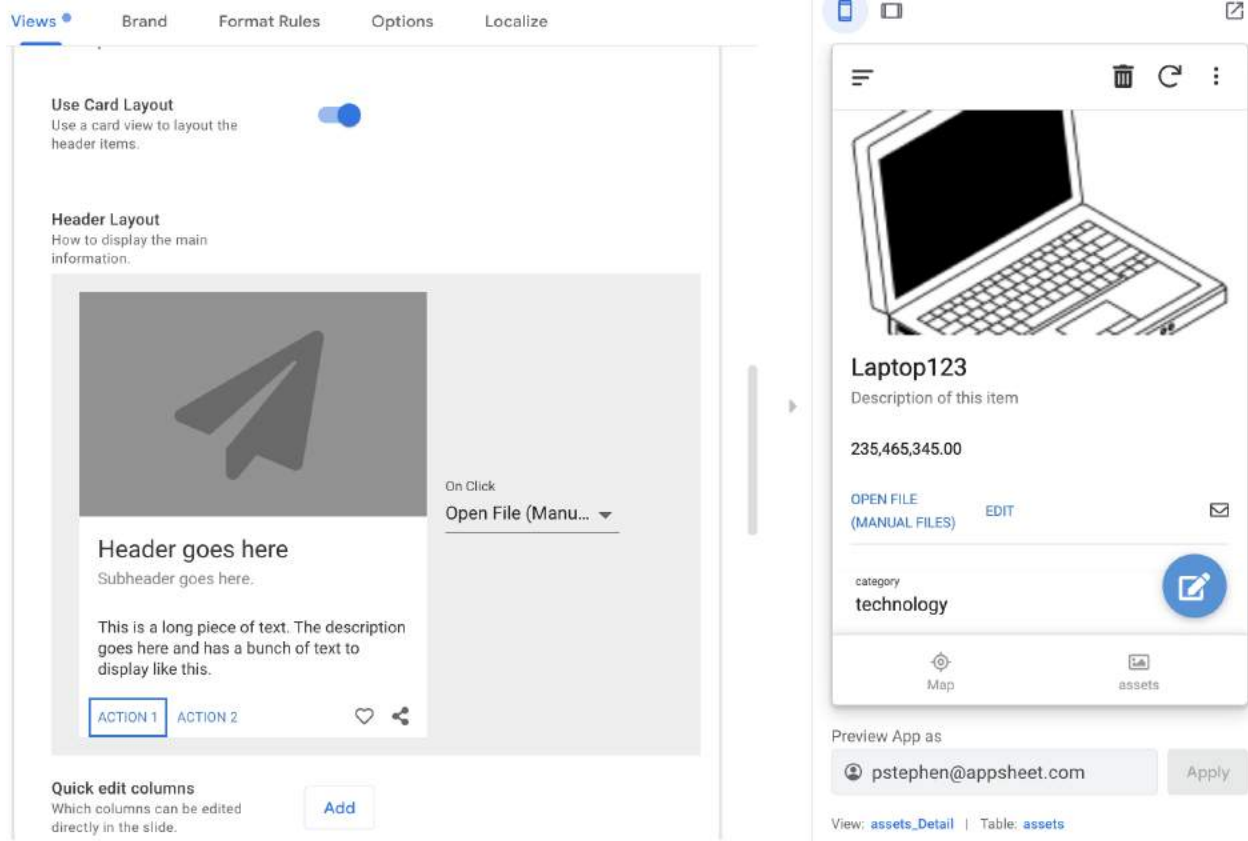 Views
Brand
Format Rules
Options
Localize
Use Card Layout
Use a card view to layout the
header items.
Header Layout
How to display the main
information.
Header goes here
Subheader goes here.
This is a long piece of text. The description
goes here and has a bunch of text to
display like this.
ACTION 1
ACTION 2
On Click
Open File (Manu...
Quick edit columns
Which columns can be edited
directly in the slide.
Add
Laptop123
Description of this item
235,465,345.00
OPEN FILE
(MANUAL FILES)
EDIT
category
technology
Map
assets
Preview App as
pstephen@appsheet.com
Apply
View: assets_Detail | Table: assets